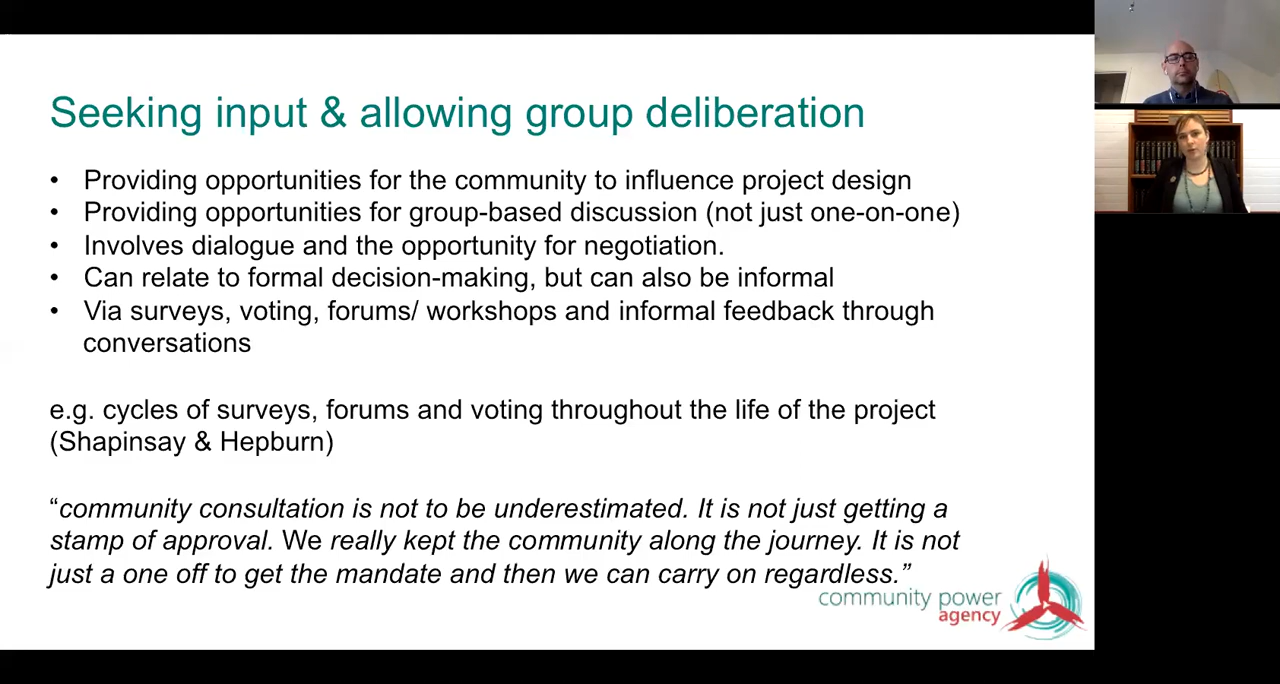 Seeking input & allowing group deliberation
• Providing opportunities for the community to influence project design
• Providing opportunities for group-based discussion (not just one-on-one)
• Involves dialogue and the opportunity for negotiation.
• Can relate to formal decision-making, but can also be informal
• Via surveys, voting, forums/ workshops and informal feedback through
conversations
e.g. cycles of surveys, forums and voting throughout the life of the project
(Shapinsay & Hepburn)
“community consultation is not to be underestimated. It is not just getting a
stamp of approval. We really kept the community along the journey. It is not
just a one off to get the mandate and then we can carry on regardless.”
community power
agency